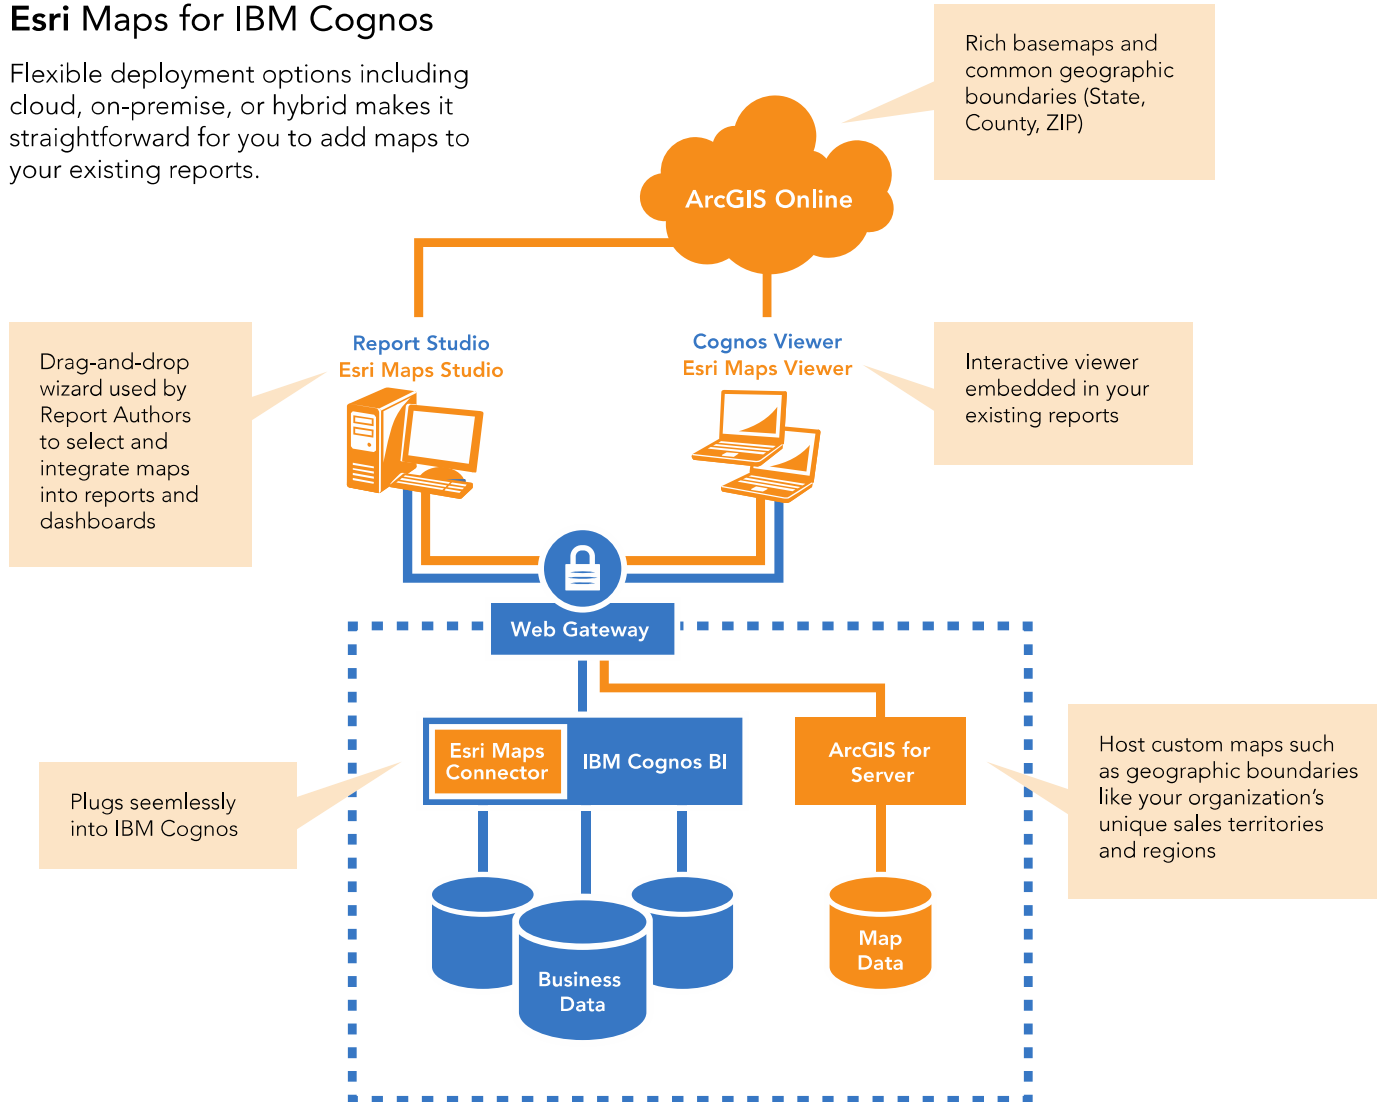 Esri Maps for IBM Cognos
Flexible deployment options including
cloud, on-premise, or hybrid makes it
straightforward for you to add maps to
your existing reports.
Rich basemaps and
common geographic
boundaries (State,
County, ZIP)
ArcGIS Online
Drag-and-drop
wizard used by
Report Authors
to select and
integrate maps
into reports and
dashboards
Report Studio
Esri Maps Studio
Cognos Viewer
Esri Maps Viewer
Interactive viewer
embedded in your
existing reports
Web Gateway
Plugs seemlessly
into IBM Cognos
Esri Maps
Connector
IBM Cognos BI
ArcGIS for
Server
Host custom maps such
as geographic boundaries
like your organization’s
unique sales territories
and regions
Business
Data
Map
Data